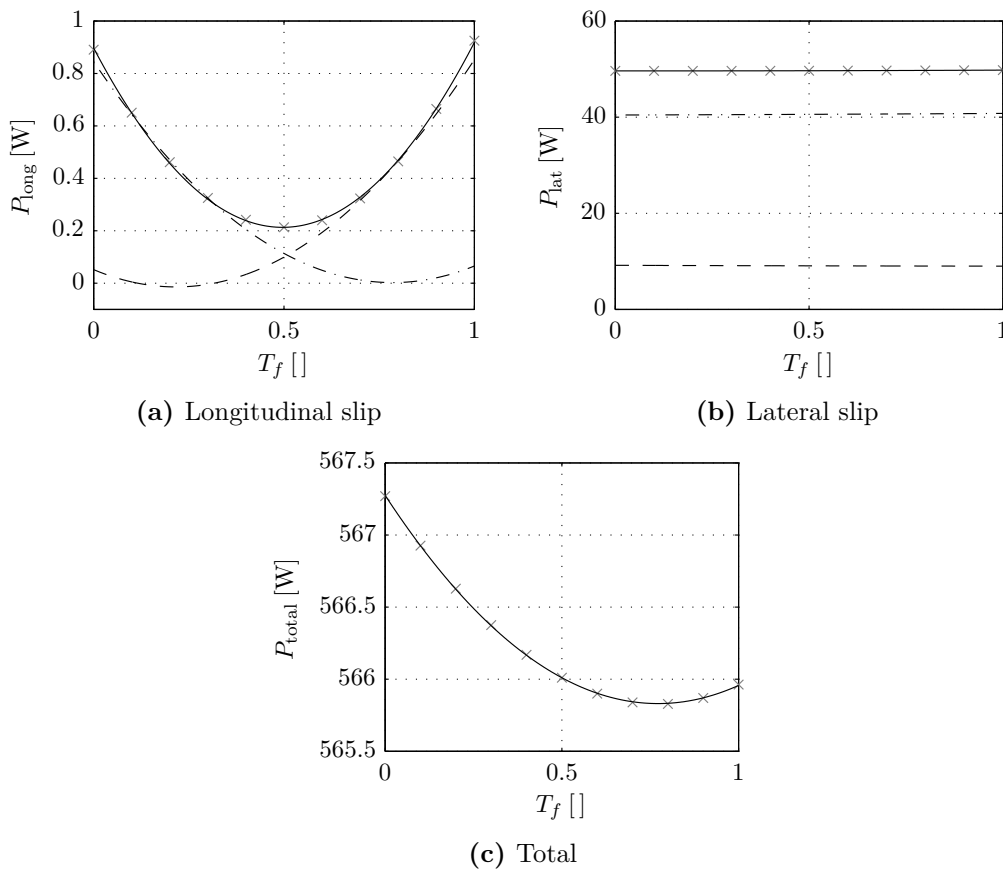 1
0.8
0.6
0.4
0.2
0
0
0.5
1
P_long [W]
T_f [ ]
(a) Longitudinal slip
60
40
20
0
0
0.5
1
P_lat [W]
T_f [ ]
(b) Lateral slip
567.5
567
566.5
566
565.5
0
0.5
1
P_total [W]
T_f [ ]
(c) Total